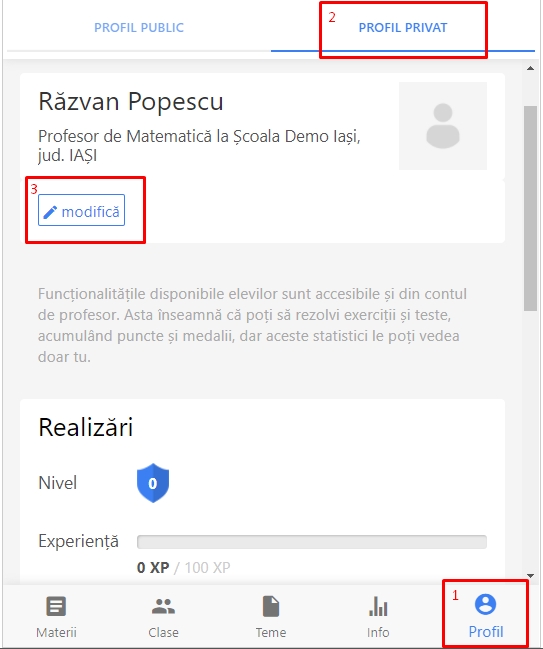 2
PROFIL PUBLIC
PROFIL PRIVAT
Răzvan Popescu
Profesor de Matematică la Școala Demo Iași,
jud. IAȘI
3
modifică
Funcționalitățile disponibile elevilor sunt accesibile și din contul
de profesor. Asta înseamnă că poți să rezolvi exerciții și teste,
acumulând puncte și medalii, dar aceste statistici le poți vedea
doar tu.
Realizări
Nivel
0
Experiență
0 XP / 100 XP
1
Materii
Clase
Teme
Info
Profil